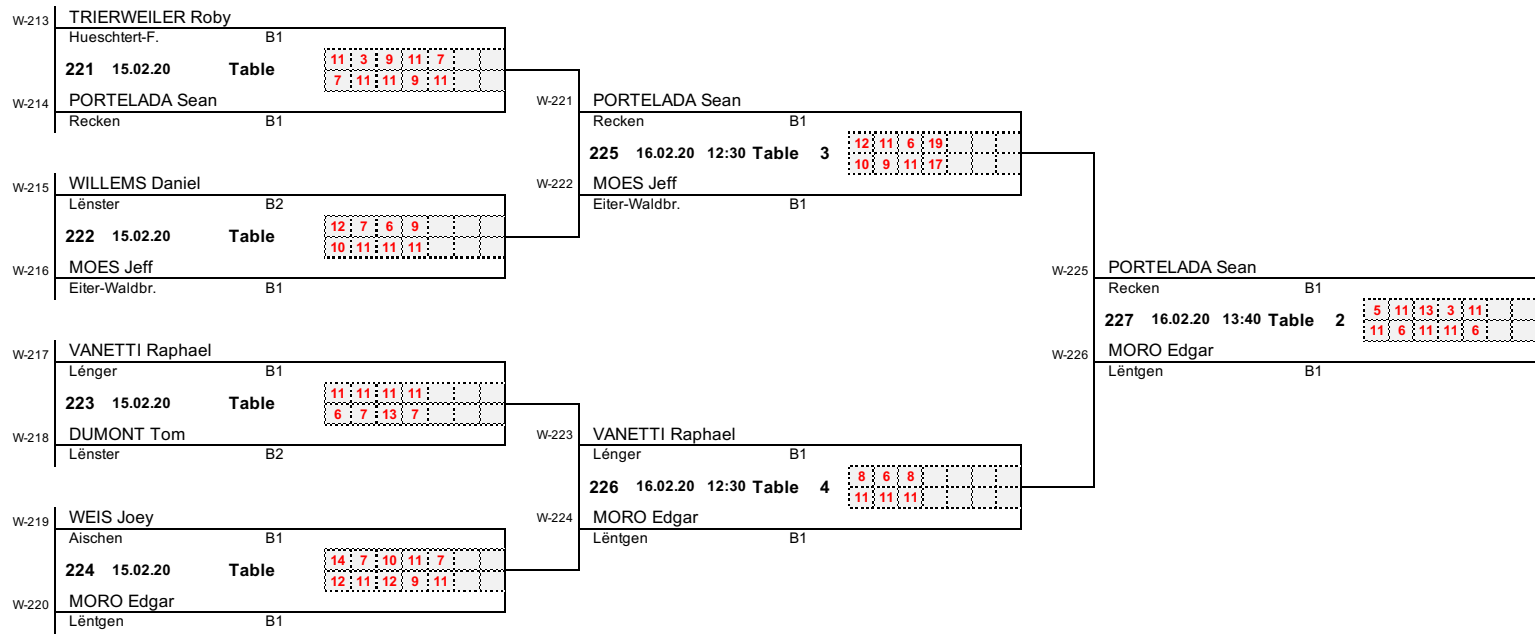 W-213 TRIERWEILER Roby
Hueschtert-F. B1
221 15.02.20 Table
11 3 9 11 7
7 11 11 9 11
W-214 PORTELADA Sean
Recken B1
W-215 WILLEMS Daniel
Lënster B2
222 15.02.20 Table
12 7 6 9
10 11 11 11
W-216 MOES Jeff
Eiter-Waldbr. B1
W-217 VANETTI Raphael
Lénger B1
223 15.02.20 Table
11 11 11 11
6 7 13 7
W-218 DUMONT Tom
Lënster B2
W-219 WEIS Joey
Aischen B1
224 15.02.20 Table
14 7 10 11 7
12 11 12 9 11
W-220 MORO Edgar
Lëntgen B1
W-221 PORTELADA Sean
Recken B1
225 16.02.20 12:30 Table 3
12 11 6 19
10 9 11 17
W-222 MOES Jeff
Eiter-Waldbr. B1
W-223 VANETTI Raphael
Lénger B1
226 16.02.20 12:30 Table 4
8 6 8
11 11 11
W-224 MORO Edgar
Lëntgen B1
W-225 PORTELADA Sean
Recken B1
227 16.02.20 13:40 Table 2
5 11 13 3 11
11 6 11 11 6
W-226 MORO Edgar
Lëntgen B1